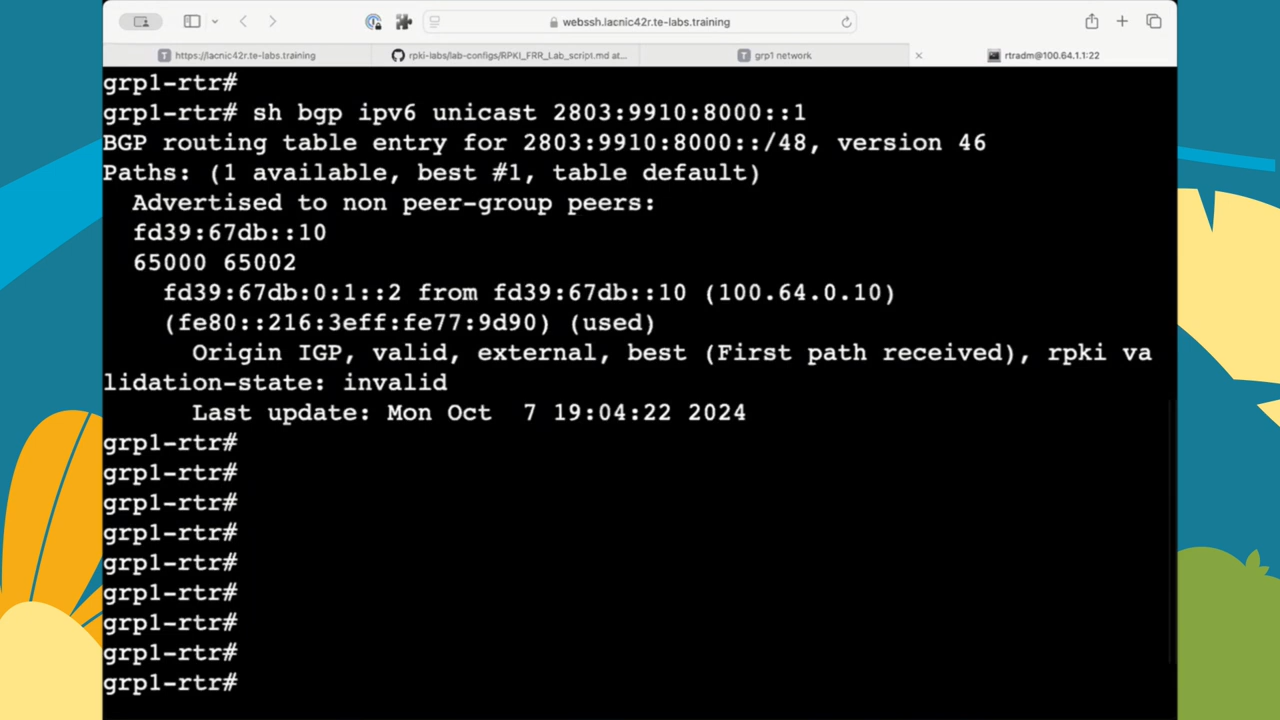 webssh.lacnic42r.te-labs.training
https://lacnic42r.te-labs.training
rpki-labs/lab-configs/RPKI_FRR_Lab_script.md at...
grp1 network
rtradm@100.64.1.1:22
grp1-rtr#
grp1-rtr# sh bgp ipv6 unicast 2803:9910:8000::1
BGP routing table entry for 2803:9910:8000::/48, version 46
Paths: (1 available, best #1, table default)
Advertised to non peer-group peers:
fd39:67db::10
65000 65002
fd39:67db:0:1::2 from fd39:67db::10 (100.64.0.10)
(fe80::216:3eff:fe77:9d90) (used)
Origin IGP, valid, external, best (First path received), rpki va
lidation-state: invalid
Last update: Mon Oct  7 19:04:22 2024
grp1-rtr#
grp1-rtr#
grp1-rtr#
grp1-rtr#
grp1-rtr#
grp1-rtr#
grp1-rtr#
grp1-rtr#
grp1-rtr#